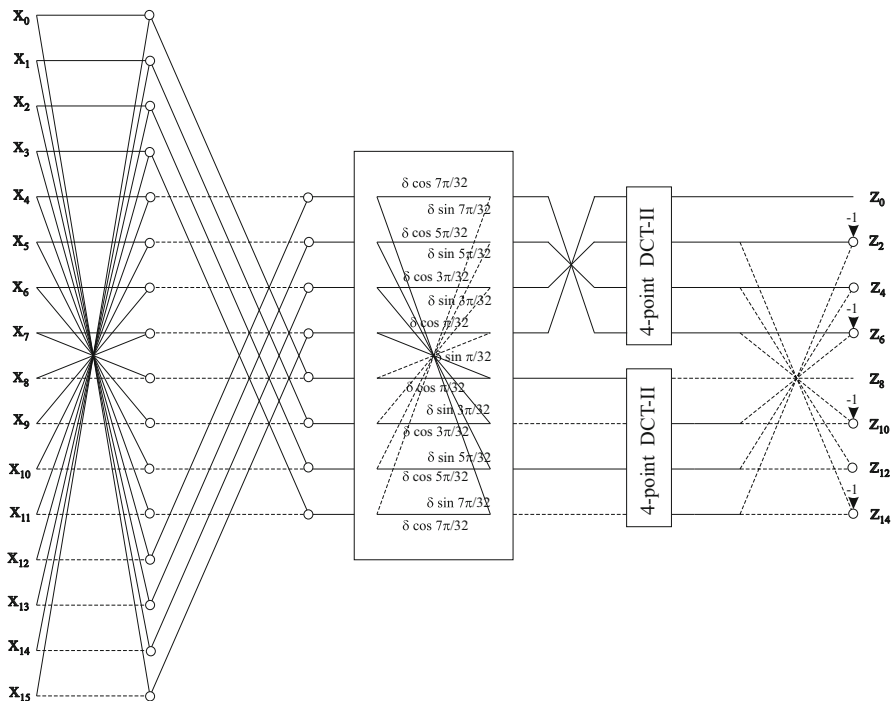 X₀
X₁
X₂
X₃
X₄
X₅
X₆
X₇
X₈
X₉
X₁₀
X₁₁
X₁₂
X₁₃
X₁₄
X₁₅
δ cos 7π/32
δ sin 7π/32
δ cos 5π/32
δ sin 5π/32
δ cos 3π/32
δ sin 3π/32
δ cos π/32
δ sin π/32
δ cos π/32
δ sin 3π/32
δ cos 3π/32
δ sin 5π/32
δ cos 5π/32
δ sin 7π/32
δ cos 7π/32
4-point DCT-II
4-point DCT-II
Z₀
-1
Z₂
Z₄
-1
Z₆
Z₈
-1
Z₁₀
Z₁₂
-1
Z₁₄